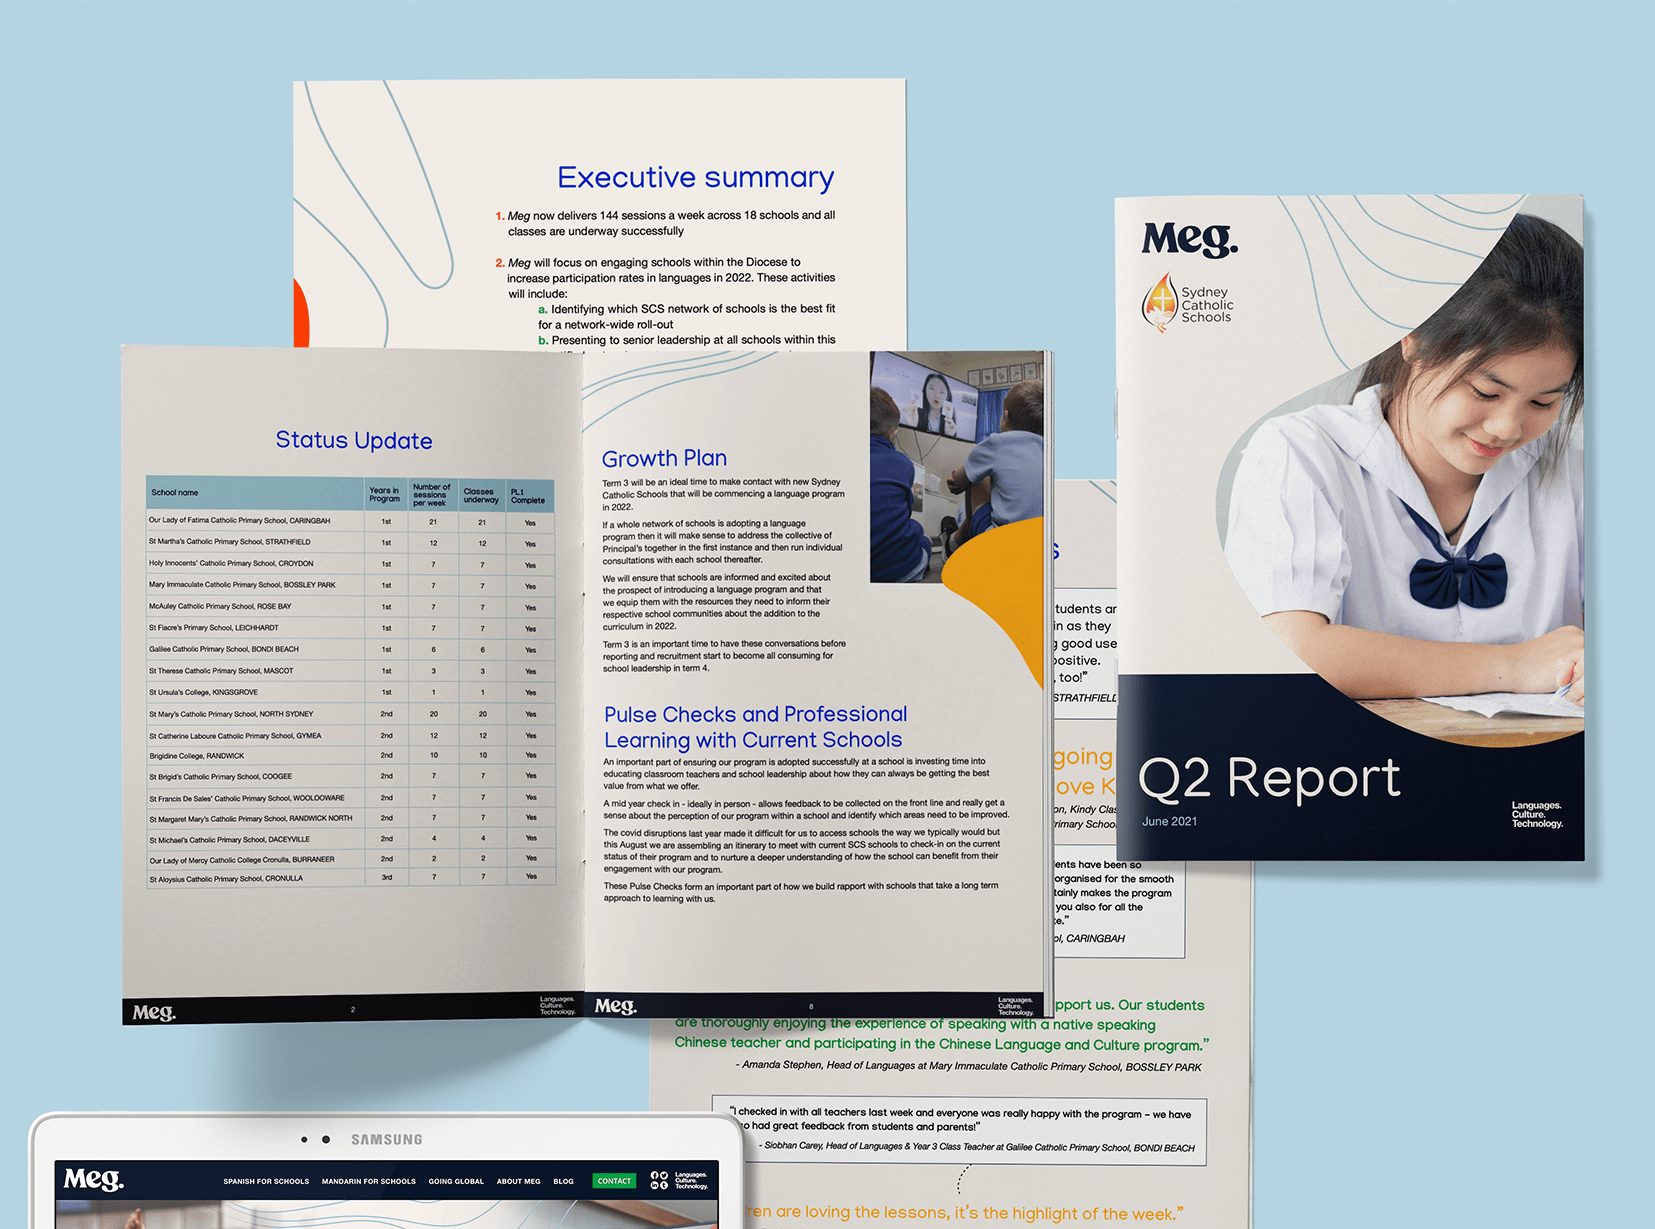 Executive summary
1. Meg now delivers 144 sessions a week across 18 schools and all
classes are underway successfully
2. Meg will focus on engaging schools within the Diocese to
increase participation rates in languages in 2022. These activities
will include:
a. Identifying which SCS network of schools is the best fit
for a network-wide roll-out
b. Presenting to senior leadership at all schools within this
Status Update
School name Years in Program Number of sessions per week Classes underway PL1 Complete
Our Lady of Fatima Catholic Primary School, CARINGBAH 1st 21 21 Yes
St Martha's Catholic Primary School, STRATHFIELD 1st 12 12 Yes
Holy Innocents' Catholic Primary School, CROYDON 1st 7 7 Yes
Mary Immaculate Catholic Primary School, BOSSLEY PARK 1st 7 7 Yes
McAuley Catholic Primary School, ROSE BAY 1st 7 7 Yes
St Fiacre's Primary School, LEICHHARDT 1st 7 7 Yes
Galilee Catholic Primary School, BONDI BEACH 1st 6 6 Yes
St Therese Catholic Primary School, MASCOT 1st 3 3 Yes
St Ursula's College, KINGSGROVE 1st 1 1 Yes
St Mary's Catholic Primary School, NORTH SYDNEY 2nd 20 20 Yes
St Catherine Laboure Catholic Primary School, GYMEA 2nd 12 12 Yes
Brigidine College, RANDWICK 2nd 10 10 Yes
St Brigid's Catholic Primary School, COOGEE 2nd 7 7 Yes
St Francis De Sales' Catholic Primary School, WOOLOOWARE 2nd 7 7 Yes
St Margaret Mary's Catholic Primary School, RANDWICK NORTH 2nd 7 7 Yes
St Michael's Catholic Primary School, DACEYVILLE 2nd 4 4 Yes
Our Lady of Mercy Catholic College Cronulla, BURRANEER 2nd 2 2 Yes
St Aloysius Catholic Primary School, CRONULLA 3rd 7 7 Yes
Meg.
2
Languages.
Culture.
Technology.
Growth Plan
Term 3 will be an ideal time to make contact with new Sydney
Catholic Schools that will be commencing a language program
in 2022.
If a whole network of schools is adopting a language
program then it will make sense to address the collective of
Principal's together in the first instance and then run individual
consultations with each school thereafter.
We will ensure that schools are informed and excited about
the prospect of introducing a language program and that
we equip them with the resources they need to inform their
respective school communities about the addition to the
curriculum in 2022.
Term 3 is an important time to have these conversations before
reporting and recruitment start to become all consuming for
school leadership in term 4.
Pulse Checks and Professional
Learning with Current Schools
An important part of ensuring our program is adopted successfully at a school is investing time into
educating classroom teachers and school leadership about how they can always be getting the best
value from what we offer.
A mid year check in - ideally in person - allows feedback to be collected on the front line and really get a
sense about the perception of our program within a school and identify which areas need to be improved.
The covid disruptions last year made it difficult for us to access schools the way we typically would but
this August we are assembling an itinerary to meet with current SCS schools to check-in on the current
status of their program and to nurture a deeper understanding of how the school can benefit from their
engagement with our program.
These Pulse Checks form an important part of how we build rapport with schools that take a long term
approach to learning with us.
Meg.
8
Languages.
Culture.
Technology.
Meg.
Sydney
Catholic
Schools
Q2 Report
June 2021
Languages.
Culture.
Technology.
s
tudents ar
in as they
g good use
positive.
, too!"
STRATHFIELD
going
ove K
on, Kindy Clas
rimary Schoo
ents have been so
organised for the smooth
tainly makes the program
you also for all the
te."
ol, CARINGBAH
pport us. Our students
are thoroughly enjoying the experience of speaking with a native speaking
Chinese teacher and participating in the Chinese Language and Culture program."
- Amanda Stephen, Head of Languages at Mary Immaculate Catholic Primary School, BOSSLEY PARK
"I checked in with all teachers last week and everyone was really happy with the program – we have
so had great feedback from students and parents!"
- Siobhan Carey, Head of Languages & Year 3 Class Teacher at Galilee Catholic Primary School, BONDI BEACH
ren are loving the lessons, it's the highlight of the week."
SAMSUNG
Meg.
SPANISH FOR SCHOOLS MANDARIN FOR SCHOOLS GOING GLOBAL ABOUT MEG BLOG CONTACT
Languages.
Culture.
Technology.